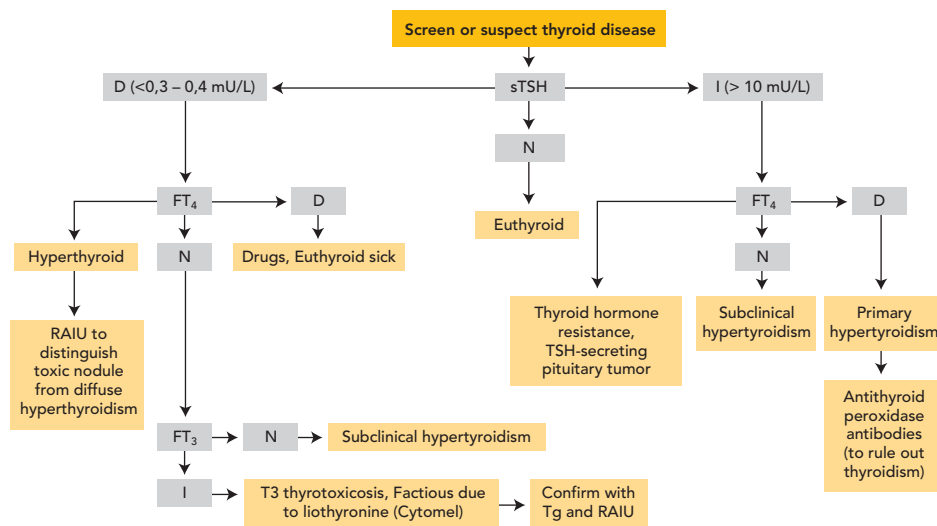 Screen or suspect thyroid disease
D (<0,3 – 0,4 mU/L)
sTSH
I (> 10 mU/L)
N
FT4
D
FT4
D
Hyperthyroid
N
Drugs, Euthyroid sick
Euthyroid
N
RAIU to
distinguish
toxic nodule
from diffuse
hyperthyroidism
Thyroid hormone
resistance,
TSH-secreting
pituitary tumor
Subclinical
hypertyroidism
Primary
hypertyroidism
Antithyroid
peroxidase
antibodies
(to rule out
thyroidism)
FT3
N
Subclinical hypertyroidism
I
T3 thyrotoxicosis, Factious due
to liothyronine (Cytomel)
Confirm with
Tg and RAIU